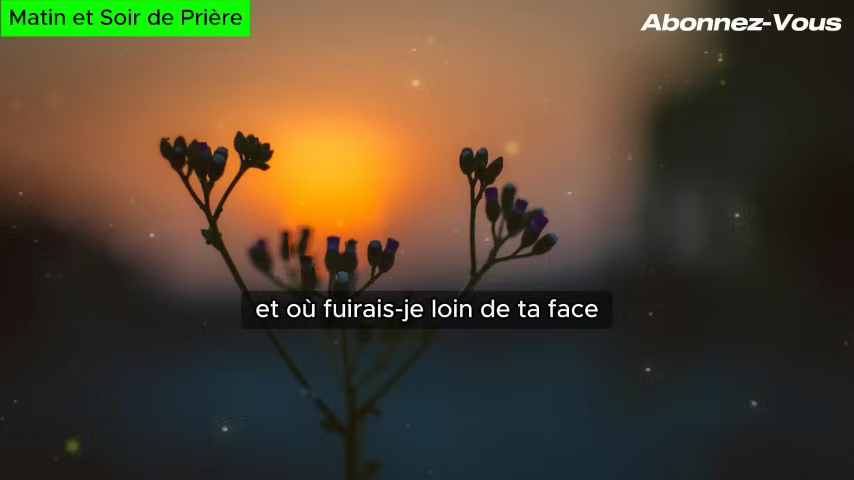 Matin et Soir de Prière
Abonnez-Vous
et où fuirais-je loin de ta face